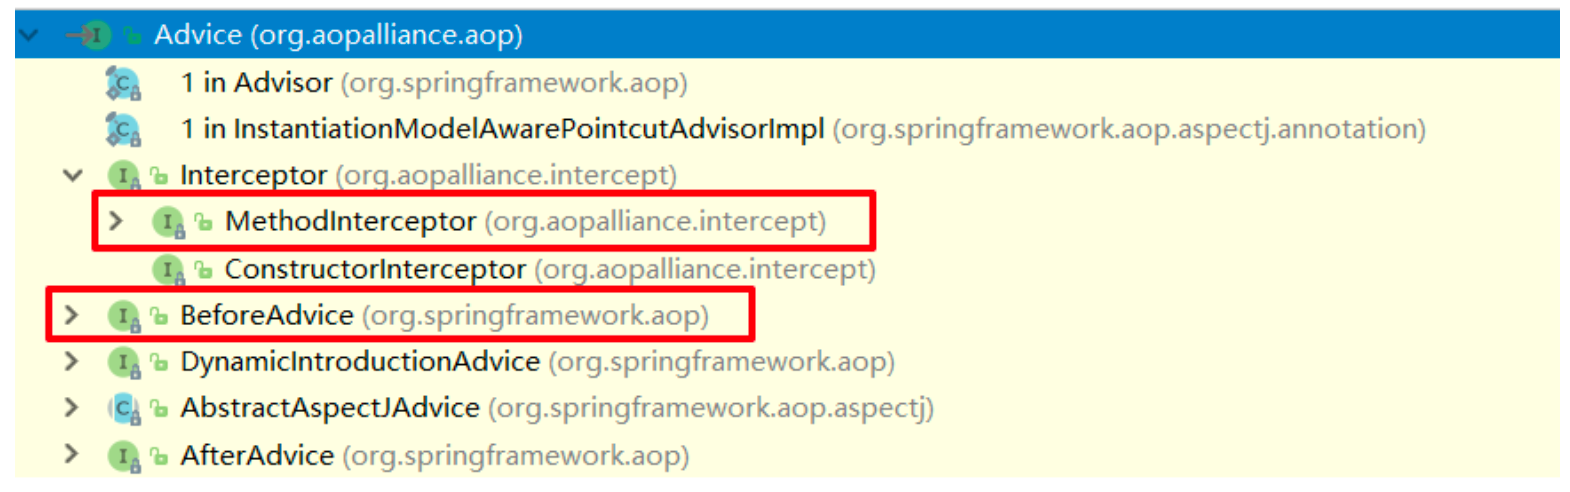 Advice (org.aopalliance.aop)
1 in Advisor (org.springframework.aop)
1 in InstantiationModelAwarePointcutAdvisorImpl (org.springframework.aop.aspectj.annotation)
Interceptor (org.aopalliance.intercept)
MethodInterceptor (org.aopalliance.intercept)
ConstructorInterceptor (org.aopalliance.intercept)
BeforeAdvice (org.springframework.aop)
DynamicIntroductionAdvice (org.springframework.aop)
AbstractAspectJAdvice (org.springframework.aop.aspectj)
AfterAdvice (org.springframework.aop)